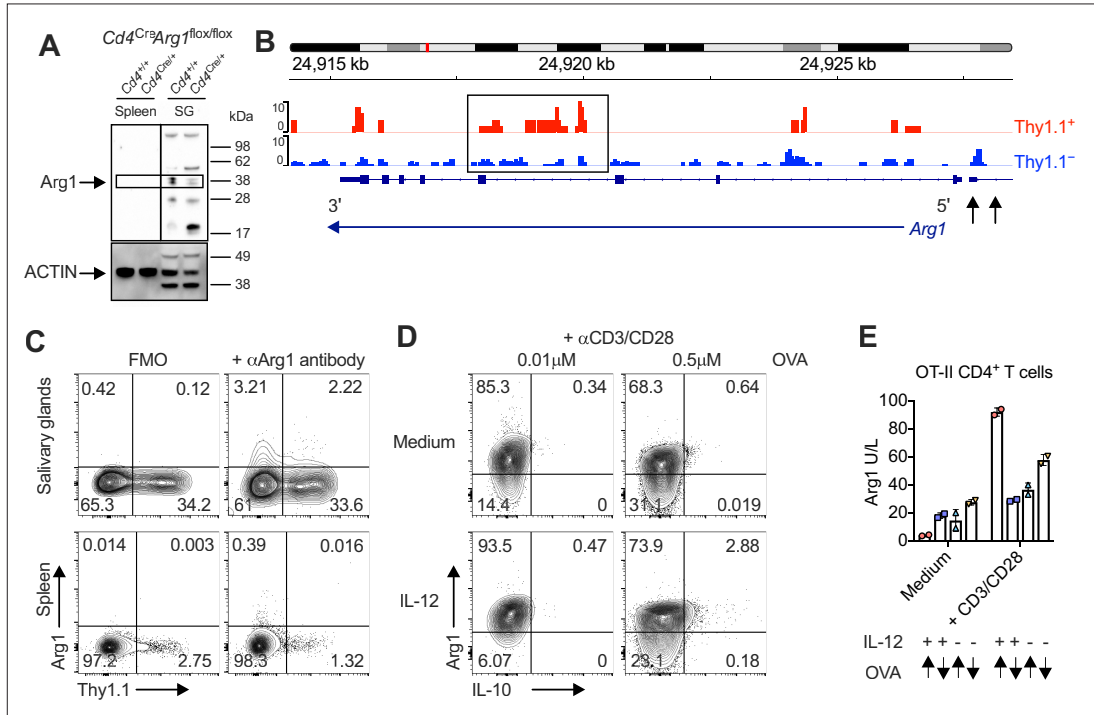 A
Cd4CreArg1flox/flox
Cd4+/+
Cd4Cre/+
Cd4+/+
Cd4Cre/+
Spleen SG
kDa
98
62
Arg1
38
28
17
49
ACTIN
38
B
24,915 kb 24,920 kb 24,925 kb
10
0
Thy1.1+
10
0
Thy1.1−
3' 5'
Arg1
C
FMO + αArg1 antibody
Salivary glands
0.42 0.12 3.21 2.22
65.3 34.2 61 33.6
Spleen
0.014 0.003 0.39 0.016
97.2 2.75 98.3 1.32
Arg1
Thy1.1
D
+ αCD3/CD28
0.01µM 0.5µM OVA
Medium
85.3 0.34 68.3 0.64
14.4 0 31.1 0.019
IL-12
93.5 0.47 73.9 2.88
6.07 0 23.1 0.18
Arg1
IL-10
E
OT-II CD4+ T cells
Arg1 U/L
100
80
60
40
20
0
Medium
+ CD3/CD28
IL-12 + + - - + + - -
OVA